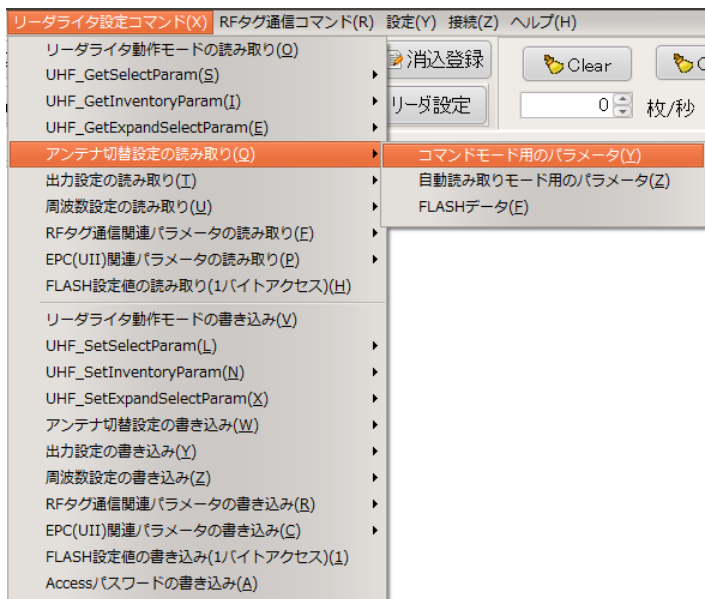 リーダライタ設定コマンド(X) RFタグ通信コマンド(R) 設定(Y) 接続(Z) ヘルプ(H)
消込登録 Clear
リーダ設定 0 枚/秒
リーダライタ動作モードの読み取り(O)
UHF_GetSelectParam(S)
UHF_GetInventoryParam(I)
UHF_GetExpandSelectParam(E)
アンテナ切替設定の読み取り(Q)
コマンドモード用のパラメータ(Y)
自動読み取りモード用のパラメータ(Z)
FLASHデータ(F)
出力設定の読み取り(T)
周波数設定の読み取り(U)
RFタグ通信関連パラメータの読み取り(F)
EPC(UII)関連パラメータの読み取り(P)
FLASH設定値の読み取り(1バイトアクセス)(H)
リーダライタ動作モードの書き込み(V)
UHF_SetSelectParam(L)
UHF_SetInventoryParam(N)
UHF_SetExpandSelectParam(X)
アンテナ切替設定の書き込み(W)
出力設定の書き込み(Y)
周波数設定の書き込み(Z)
RFタグ通信関連パラメータの書き込み(R)
EPC(UII)関連パラメータの書き込み(C)
FLASH設定値の書き込み(1バイトアクセス)(1)
Accessパスワードの書き込み(A)